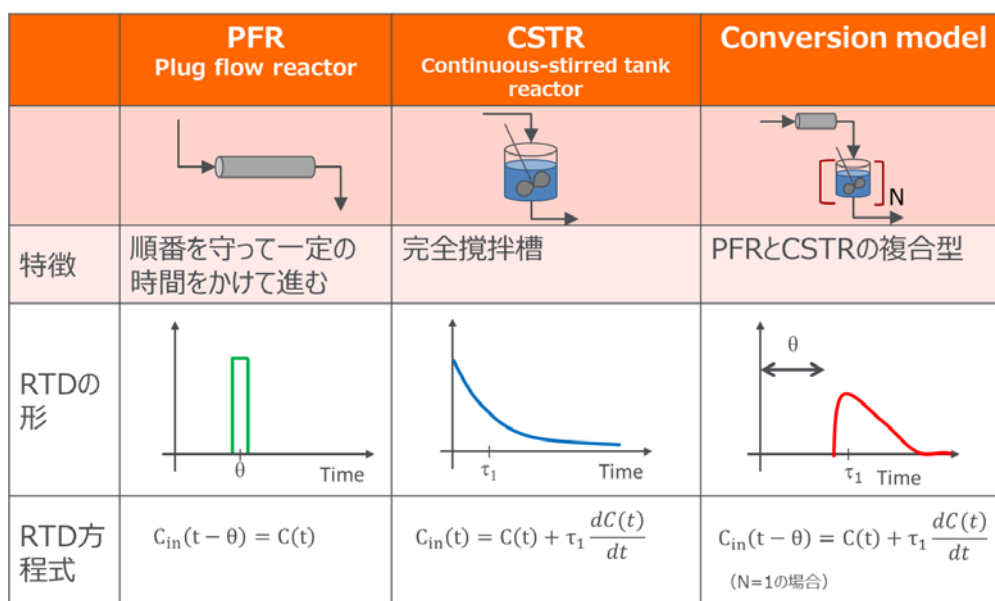 PFR
Plug flow reactor
CSTR
Continuous-stirred tank
reactor
Conversion model
N
特徴
順番を守って一定の
時間をかけて進む
完全撹拌槽
PFRとCSTRの複合型
RTDの
形
θ
Time
τ₁
Time
θ
τ₁
Time
RTD方
程式
C_in(t − θ) = C(t)
C_in(t) = C(t) + τ₁ dC(t)/dt
C_in(t − θ) = C(t) + τ₁ dC(t)/dt
（N=1の場合）